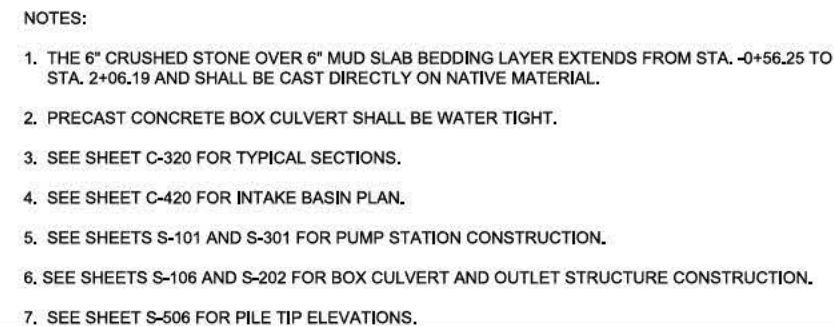 NOTES:
1. THE 6" CRUSHED STONE OVER 6" MUD SLAB BEDDING LAYER EXTENDS FROM STA. -0+56.25 TO
STA. 2+06.19 AND SHALL BE CAST DIRECTLY ON NATIVE MATERIAL.
2. PRECAST CONCRETE BOX CULVERT SHALL BE WATER TIGHT.
3. SEE SHEET C-320 FOR TYPICAL SECTIONS.
4. SEE SHEET C-420 FOR INTAKE BASIN PLAN.
5. SEE SHEETS S-101 AND S-301 FOR PUMP STATION CONSTRUCTION.
6. SEE SHEETS S-106 AND S-202 FOR BOX CULVERT AND OUTLET STRUCTURE CONSTRUCTION.
7. SEE SHEET S-506 FOR PILE TIP ELEVATIONS.